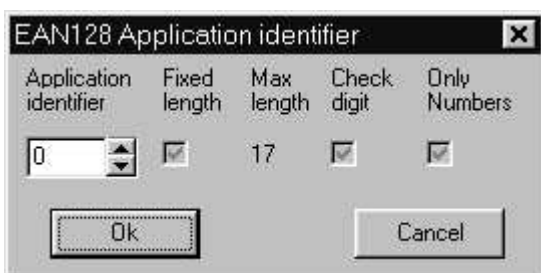 EAN128 Application identifier
Application Fixed Max Check Only
identifier length length digit Numbers
0 17
Ok Cancel